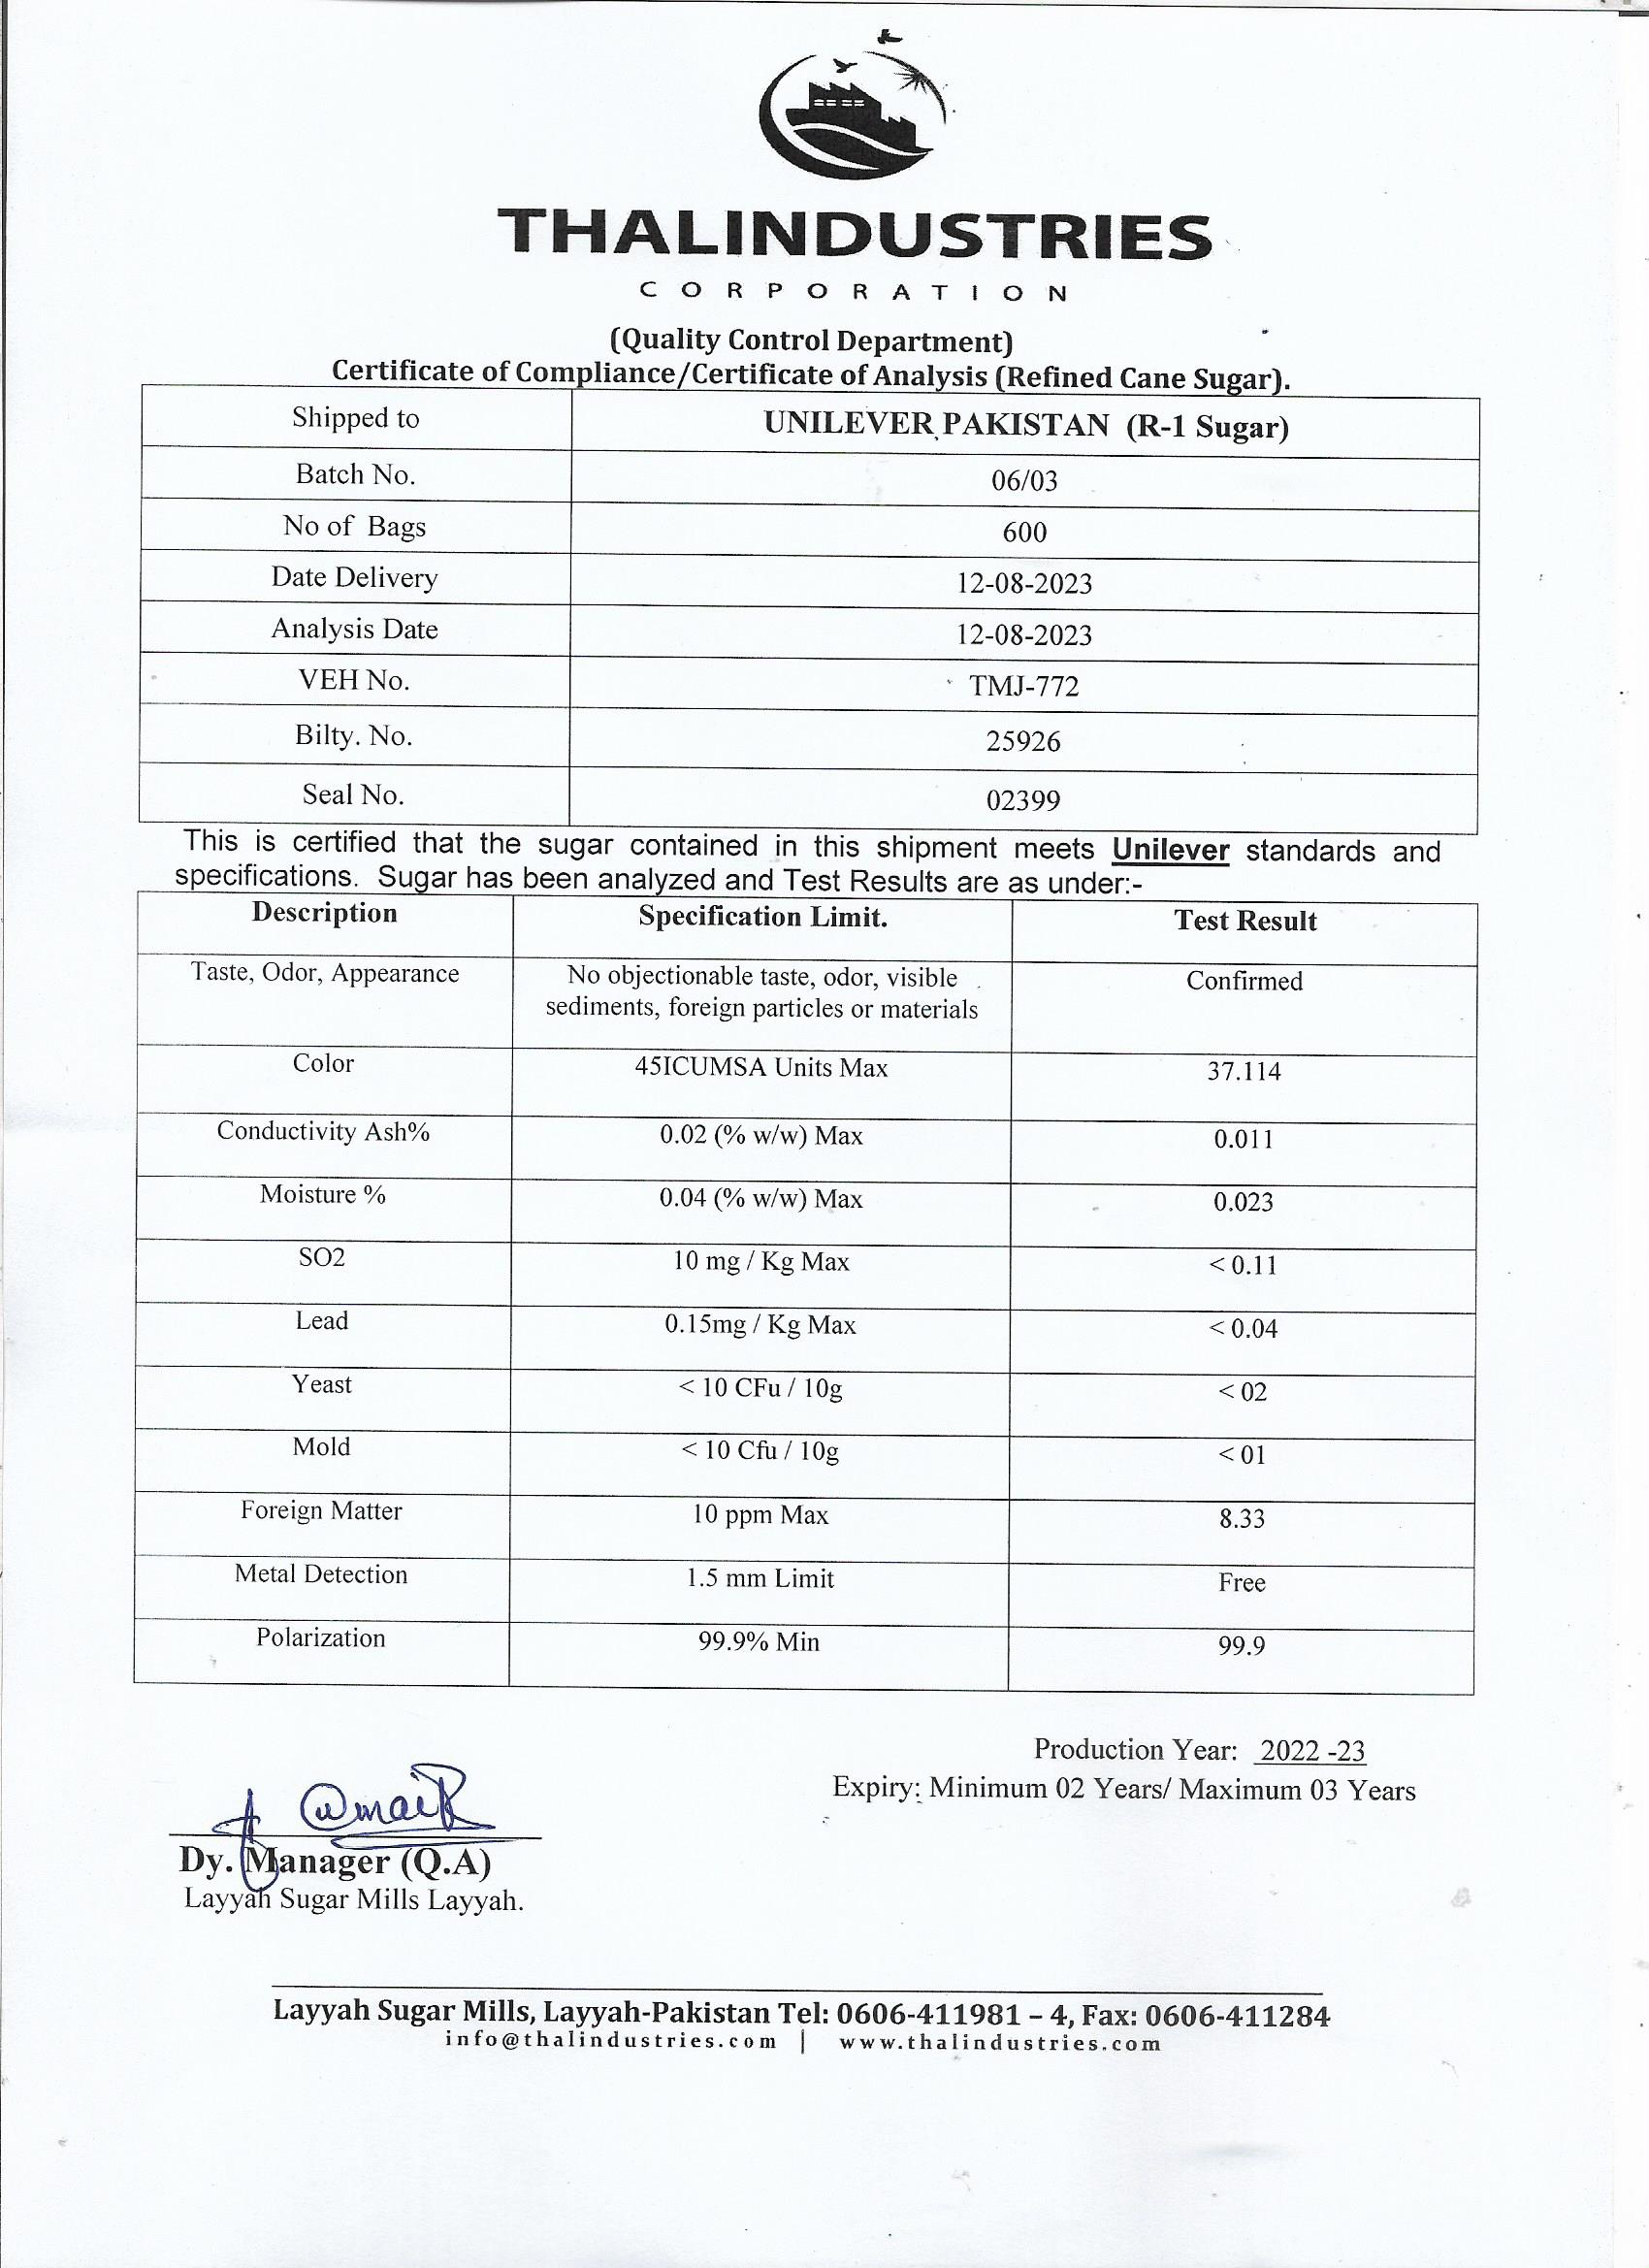 THALINDUSTRIES
CORPORATION
(Quality Control Department)
Certificate of Compliance/Certificate of Analysis (Refined Cane Sugar).
Shipped to UNILEVER PAKISTAN (R-1 Sugar)
Batch No. 06/03
No of Bags 600
Date Delivery 12-08-2023
Analysis Date 12-08-2023
VEH No. TMJ-772
Bilty. No. 25926
Seal No. 02399
This is certified that the sugar contained in this shipment meets Unilever standards and
specifications. Sugar has been analyzed and Test Results are as under:-
Description Specification Limit. Test Result
Taste, Odor, Appearance No objectionable taste, odor, visible Confirmed
sediments, foreign particles or materials
Color 45ICUMSA Units Max 37.114
Conductivity Ash% 0.02 (% w/w) Max 0.011
Moisture % 0.04 (% w/w) Max 0.023
SO2 10 mg / Kg Max < 0.11
Lead 0.15mg / Kg Max < 0.04
Yeast < 10 CFu / 10g < 02
Mold < 10 Cfu / 10g < 01
Foreign Matter 10 ppm Max 8.33
Metal Detection 1.5 mm Limit Free
Polarization 99.9% Min 99.9
Production Year: 2022 -23
Expiry: Minimum 02 Years/ Maximum 03 Years
Dy. Manager (Q.A)
Layyah Sugar Mills Layyah.
Layyah Sugar Mills, Layyah-Pakistan Tel: 0606-411981 – 4, Fax: 0606-411284
info@thalindustries.com | www.thalindustries.com